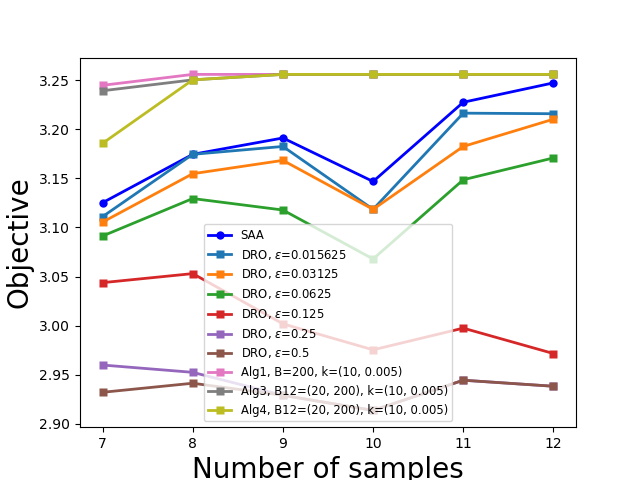 3.25
3.20
3.15
3.10
3.05
3.00
2.95
2.90
Objective
SAA
DRO, ε=0.015625
DRO, ε=0.03125
DRO, ε=0.0625
DRO, ε=0.125
DRO, ε=0.25
DRO, ε=0.5
Alg1, B=200, k=(10, 0.005)
Alg3, B12=(20, 200), k=(10, 0.005)
Alg4, B12=(20, 200), k=(10, 0.005)
7 8 9 10 11 12
Number of samples